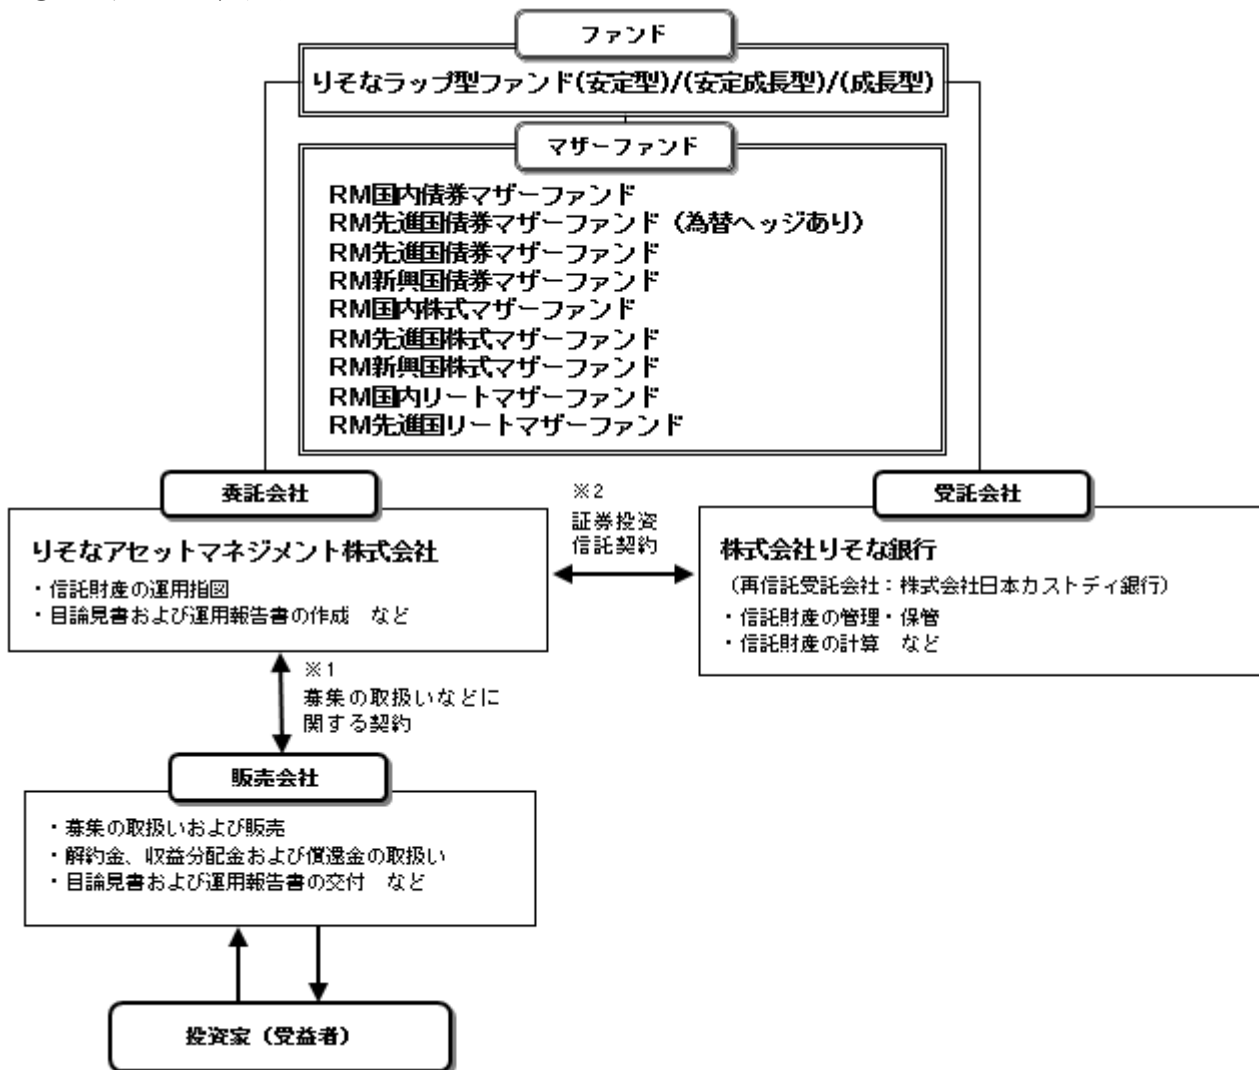 ファンド
りそなラップ型ファンド(安定型)/(安定成長型)/(成長型)
マザーファンド
RM国内債券マザーファンド
RM先進国債券マザーファンド（為替ヘッジあり）
RM先進国債券マザーファンド
RM新興国債券マザーファンド
RM国内株式マザーファンド
RM先進国株式マザーファンド
RM新興国株式マザーファンド
RM国内リートマザーファンド
RM先進国リートマザーファンド
委託会社
りそなアセットマネジメント株式会社
・信託財産の運用指図
・目論見書および運用報告書の作成　など
※2
証券投資
信託契約
受託会社
株式会社りそな銀行
（再信託受託会社：株式会社日本カストディ銀行）
・信託財産の管理・保管
・信託財産の計算　など
※1
募集の取扱いなどに
関する契約
販売会社
・募集の取扱いおよび販売
・解約金、収益分配金および償還金の取扱い
・目論見書および運用報告書の交付　など
投資家（受益者）